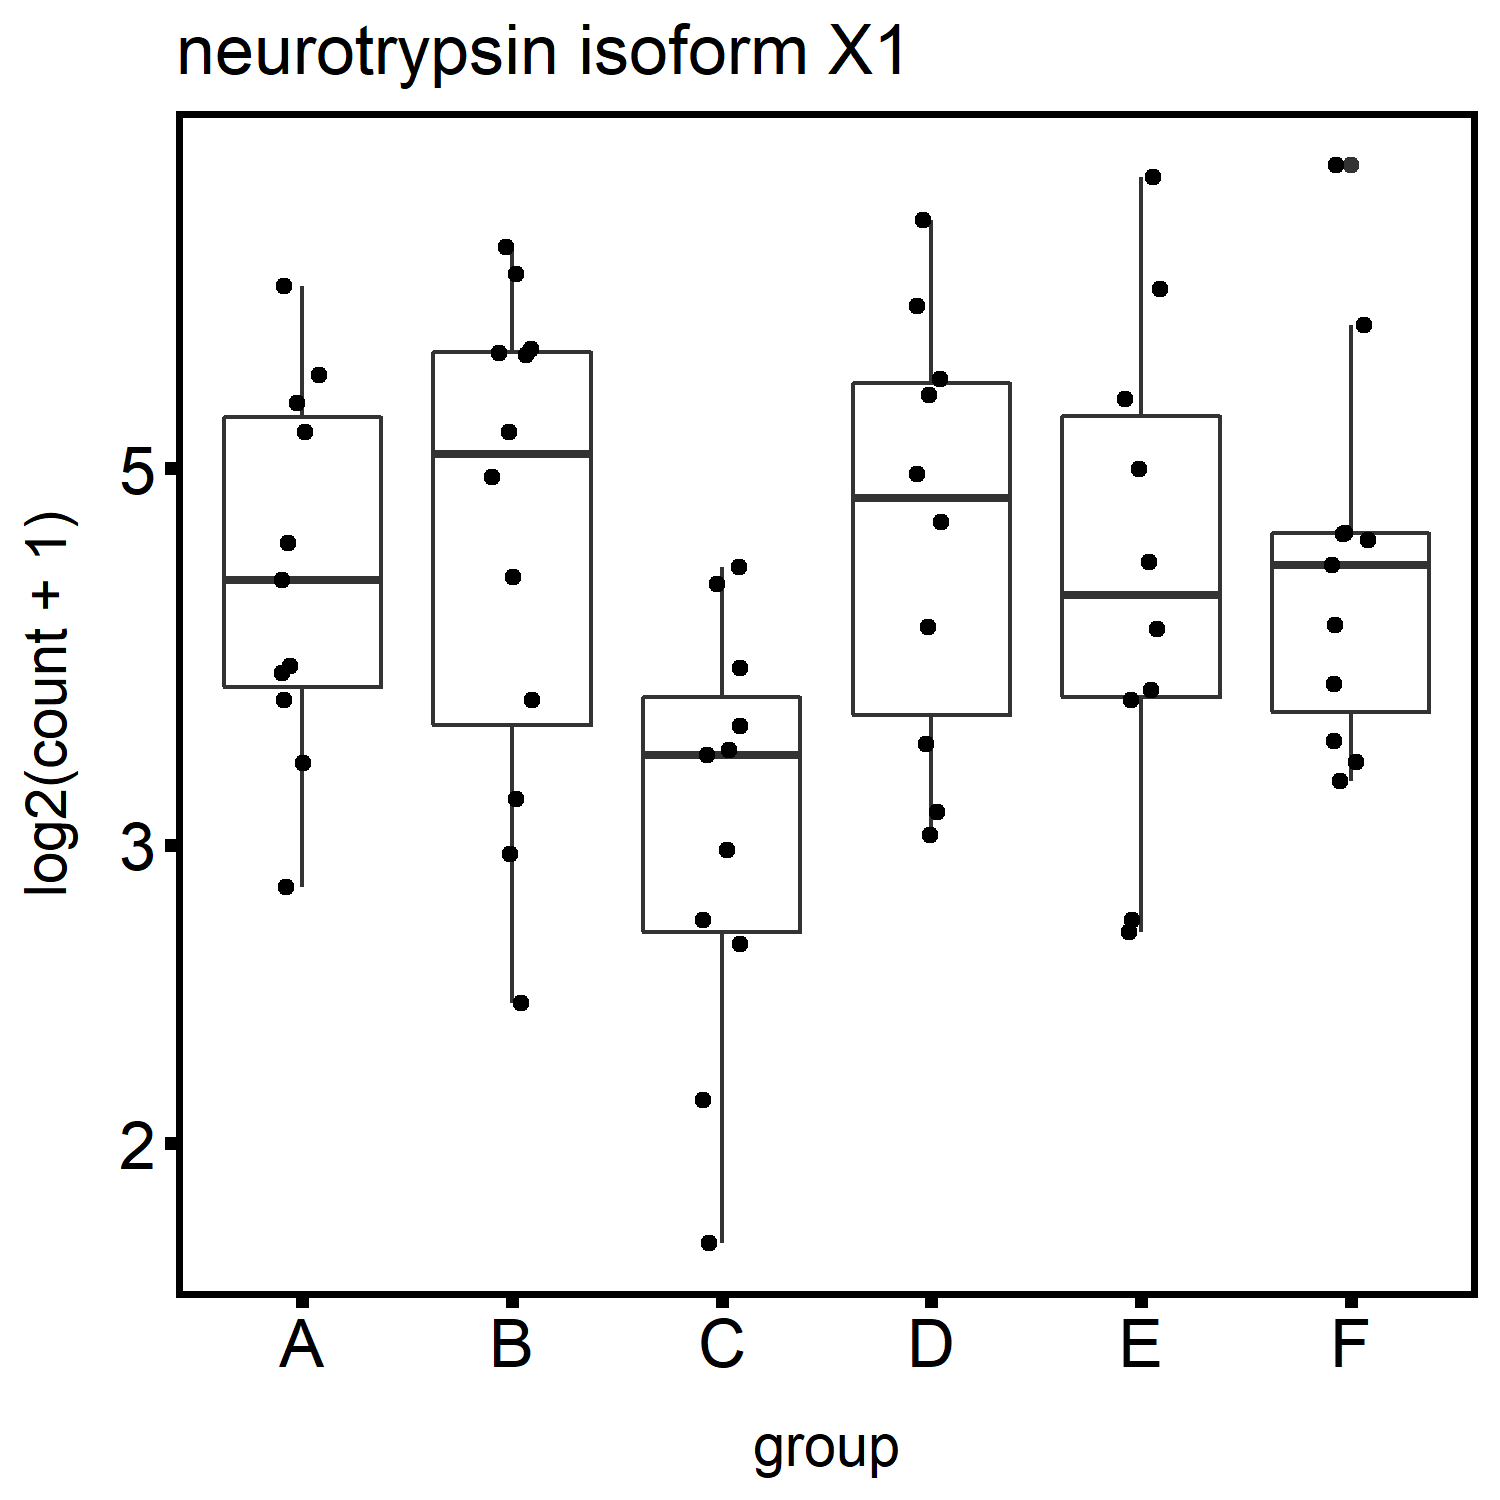 neurotrypsin isoform X1
log2(count + 1)
5
3
2
A B C D E F
group